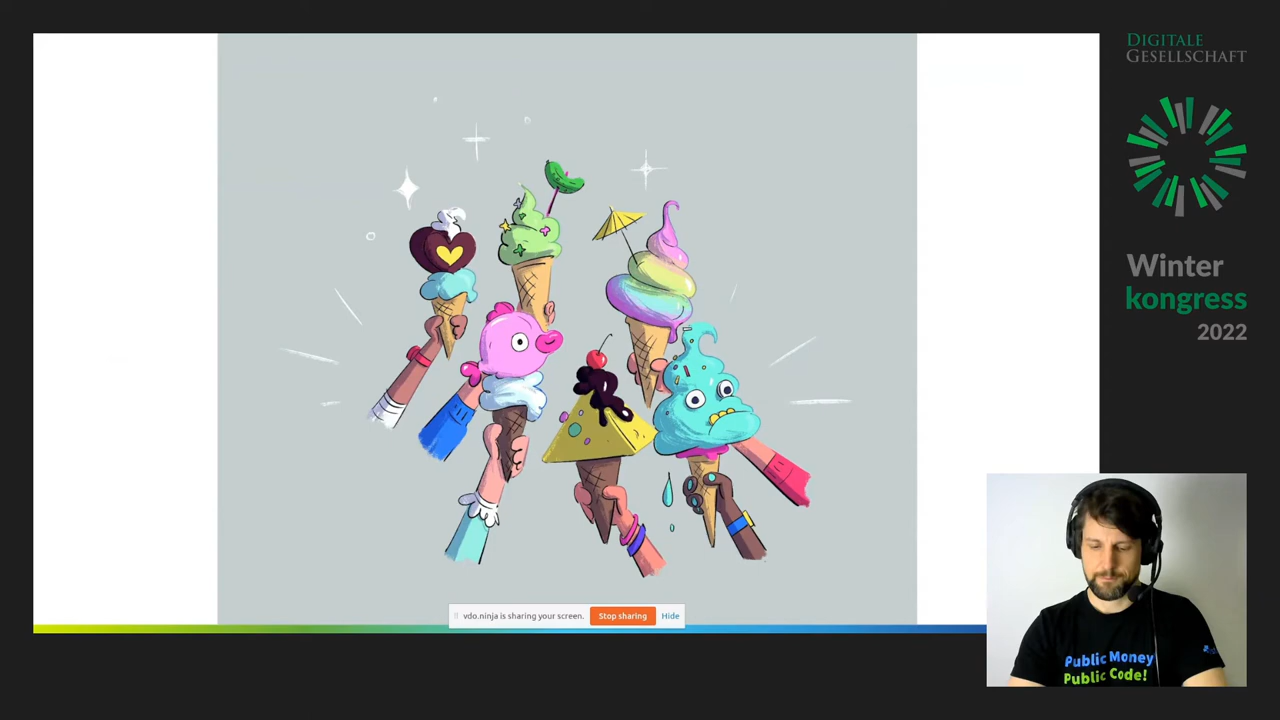 DIGITALE
GESELLSCHAFT
Winter
kongress
2022
vdo.ninja is sharing your screen.
Stop sharing
Hide
Public Money
Public Code!